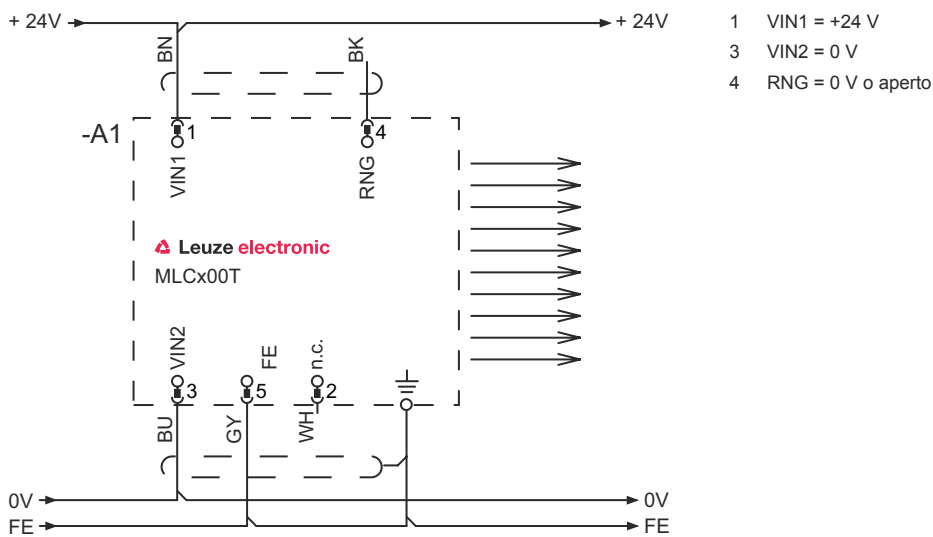 + 24V
+ 24V
1 VIN1 = +24 V
3 VIN2 = 0 V
4 RNG = 0 V o aperto
BN
BK
-A1
1
4
VIN1
RNG
Leuze electronic
MLCx00T
VIN2
FE
n.c.
3
5
2
BU
GY
WH
0V
0V
FE
FE